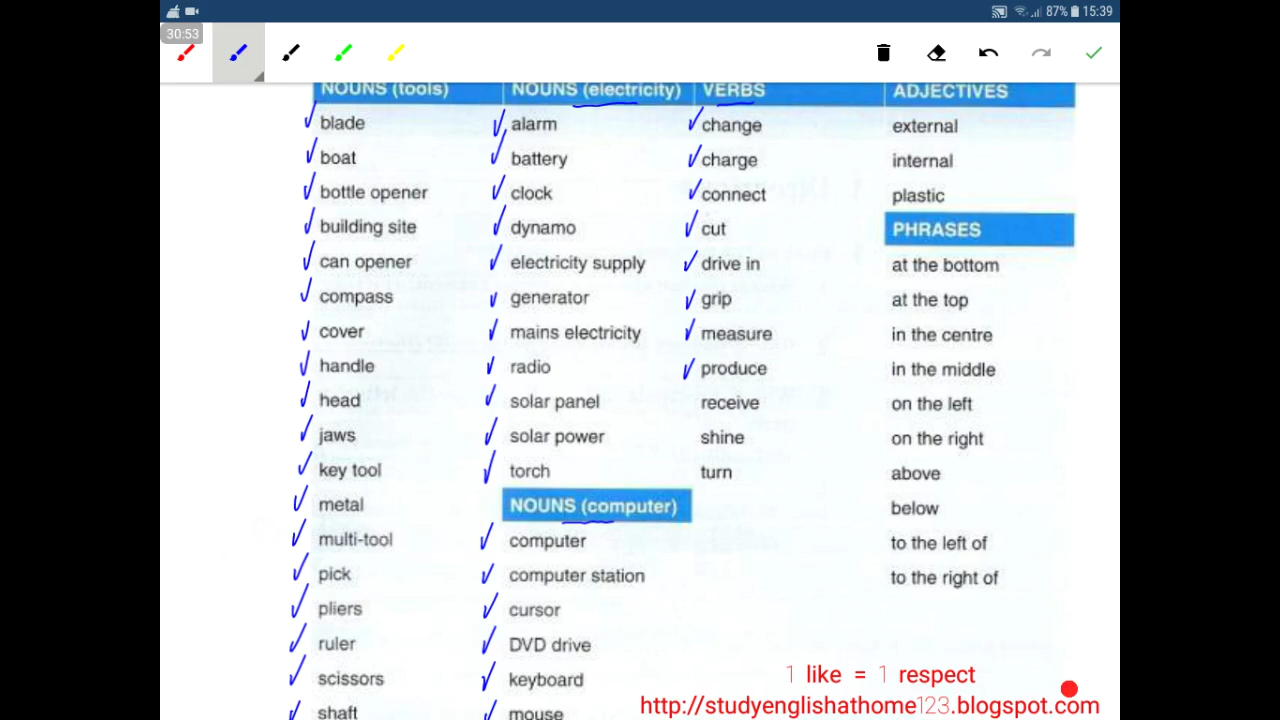 87% 15:39
30:53
NOUNS (tools)
blade
boat
bottle opener
building site
can opener
compass
cover
handle
head
jaws
key tool
metal
multi-tool
pick
pliers
ruler
scissors
shaft
NOUNS (electricity)
alarm
battery
clock
dynamo
electricity supply
generator
mains electricity
radio
solar panel
solar power
torch
NOUNS (computer)
computer
computer station
cursor
DVD drive
keyboard
mouse
VERBS
change
charge
connect
cut
drive in
grip
measure
produce
receive
shine
turn
ADJECTIVES
external
internal
plastic
PHRASES
at the bottom
at the top
in the centre
in the middle
on the left
on the right
above
below
to the left of
to the right of
1 like = 1 respect
http://studyenglishathome123.blogspot.com